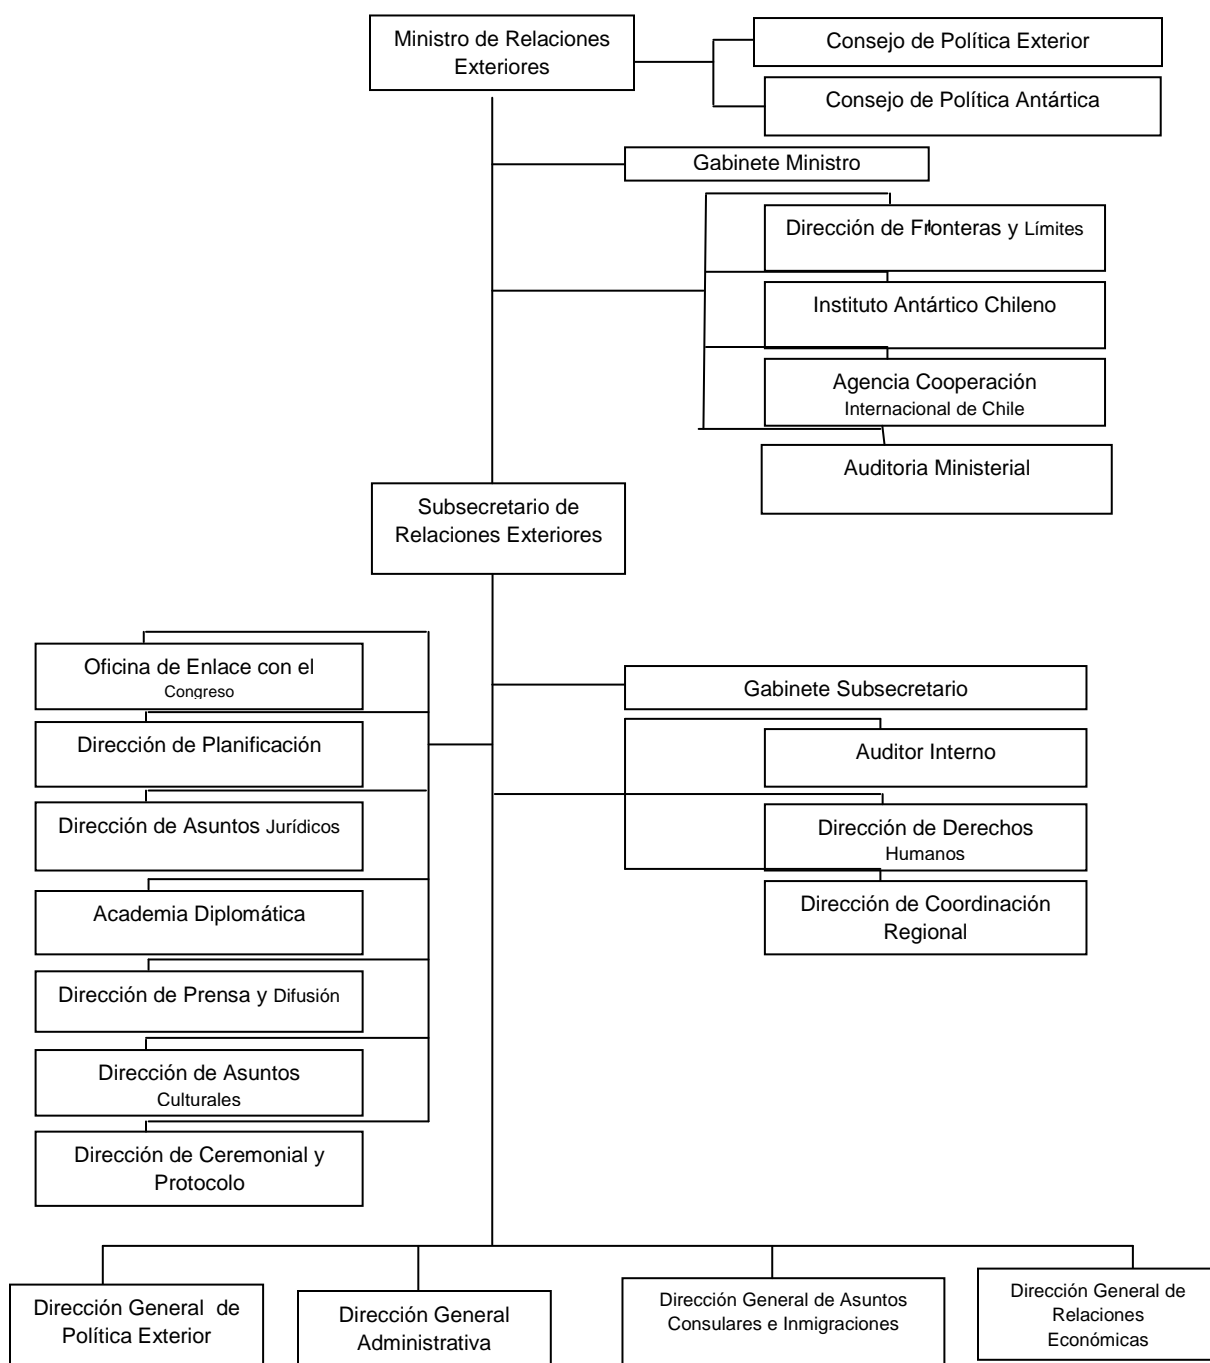 Ministro de Relaciones
Exteriores
Consejo de Política Exterior
Consejo de Política Antártica
Gabinete Ministro
Dirección de Fronteras y Límites
Instituto Antártico Chileno
Agencia Cooperación
Internacional de Chile
Auditoria Ministerial
Subsecretario de
Relaciones Exteriores
Oficina de Enlace con el
Congreso
Dirección de Planificación
Dirección de Asuntos Jurídicos
Academia Diplomática
Dirección de Prensa y Difusión
Dirección de Asuntos
Culturales
Dirección de Ceremonial y
Protocolo
Gabinete Subsecretario
Auditor Interno
Dirección de Derechos
Humanos
Dirección de Coordinación
Regional
Dirección General de
Política Exterior
Dirección General
Administrativa
Dirección General de Asuntos
Consulares e Inmigraciones
Dirección General de
Relaciones
Económicas